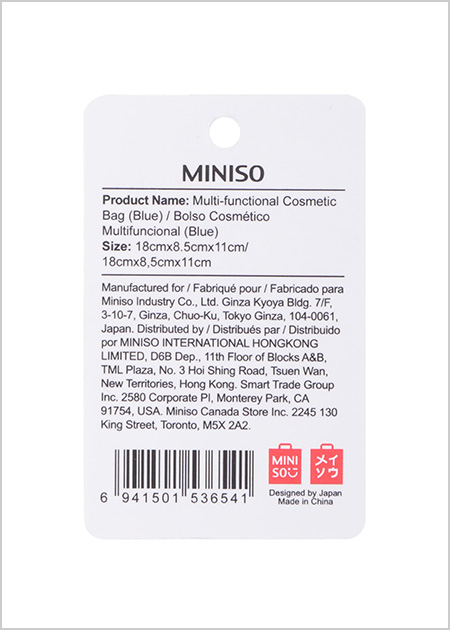 MINISO
Product Name: Multi-functional Cosmetic
Bag (Blue) / Bolso Cosmético
Multifuncional (Blue)
Size: 18cmx8.5cmx11cm/
18cmx8,5cmx11cm
Manufactured for / Fabriqué pour / Fabricado para
Miniso Industry Co., Ltd. Ginza Kyoya Bldg. 7/F,
3-10-7, Ginza, Chuo-Ku, Tokyo Ginza, 104-0061,
Japan. Distributed by / Distribués par / Distribuido
por MINISO INTERNATIONAL HONGKONG
LIMITED, D6B Dep., 11th Floor of Blocks A&B,
TML Plaza, No. 3 Hoi Shing Road, Tsuen Wan,
New Territories, Hong Kong. Smart Trade Group
Inc. 2580 Corporate Pl, Monterey Park, CA
91754, USA. Miniso Canada Store Inc. 2245 130
King Street, Toronto, M5X 2A2.
MINI
SO
メイ
ソウ
Designed by Japan
Made in China
6 941501 536541